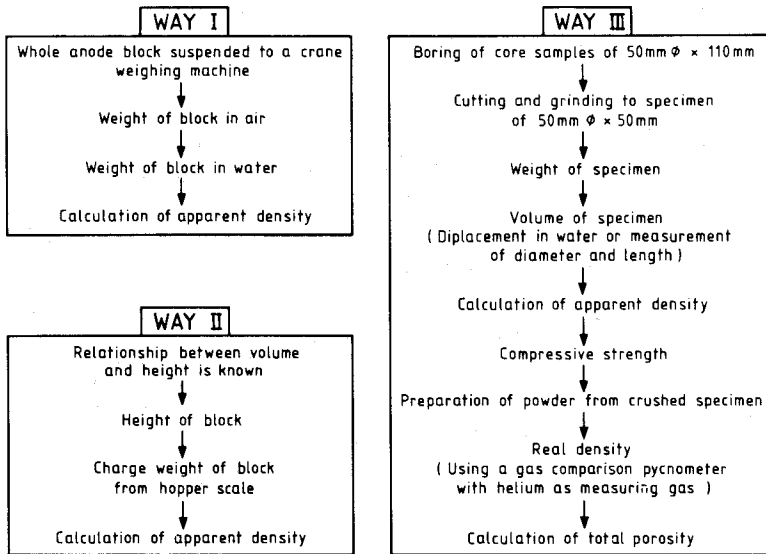 WAY I
Whole anode block suspended to a crane
weighing machine
Weight of block in air
Weight of block in water
Calculation of apparent density
WAY II
Relationship between volume
and height is known
Height of block
Charge weight of block
from hopper scale
Calculation of apparent density
WAY III
Boring of core samples of 50mm ϕ × 110mm
Cutting and grinding to specimen
of 50mm ϕ × 50mm
Weight of specimen
Volume of specimen
( Diplacement in water or measurement
of diameter and length )
Calculation of apparent density
Compressive strength
Preparation of powder from crushed specimen
Real density
( Using a gas comparison pycnometer
with helium as measuring gas )
Calculation of total porosity